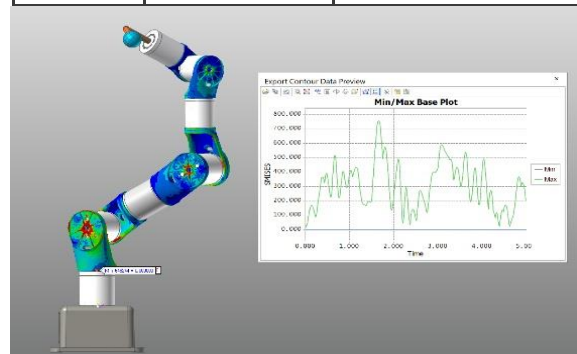 Export Contour Data Preview
Min/Max Base Plot
800.000
700.000
600.000
500.000
400.000
300.000
200.000
100.000
0.000
SMISES
0.000 1.000 2.000 3.000 4.000 5.00
Time
Min
Max